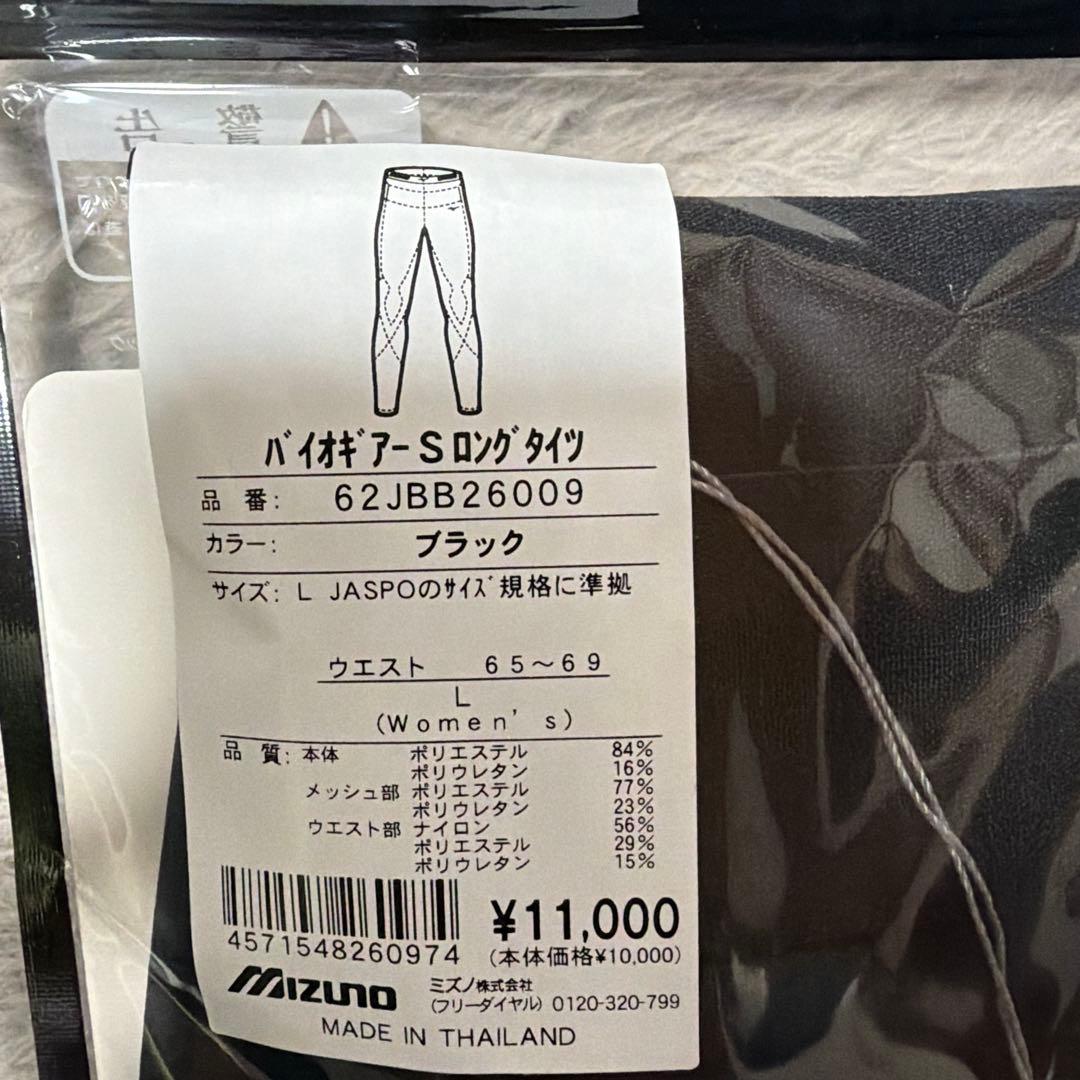 警告
バイオギアーSロングタイツ
品 番: 62JBB26009
カラー: ブラック
サイズ: L JASPOのサイズ規格に準拠
ウエスト 65〜69
L
(Women's)
品 質: 本体 ポリエステル 84%
ポリウレタン 16%
メッシュ部 ポリエステル 77%
ポリウレタン 23%
ウエスト部 ナイロン 56%
ポリエステル 29%
ポリウレタン 15%
4571548260974
¥11,000
(本体価格¥10,000)
MIZUNO
ミズノ株式会社
(フリーダイヤル) 0120-320-799
MADE IN THAILAND